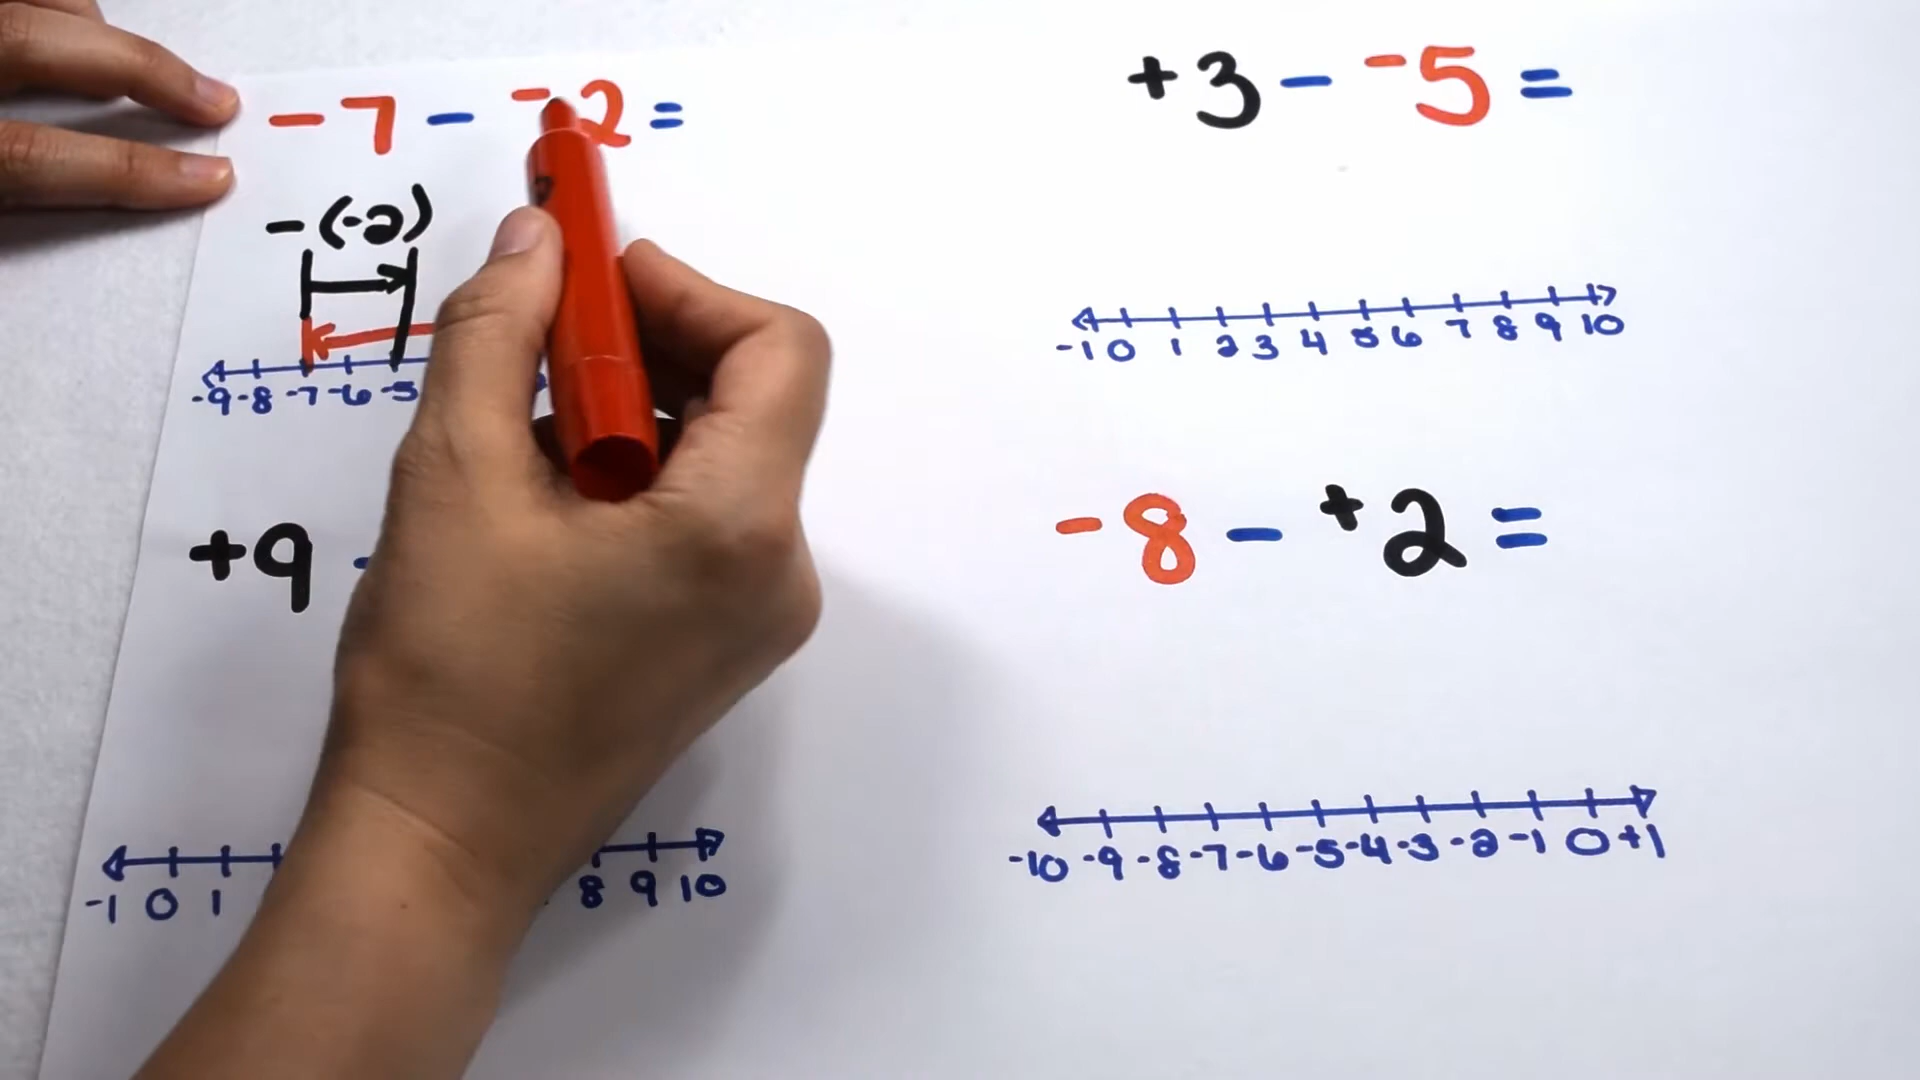 -7 - -2 =
-(-2)
-9 -8 -7 -6 -5
+3 - -5 =
-1 0 1 2 3 4 5 6 7 8 9 10
+9 -
-1 0 1 8 9 10
-8 - +2 =
-10 -9 -8 -7 -6 -5 -4 -3 -2 -1 0 +1